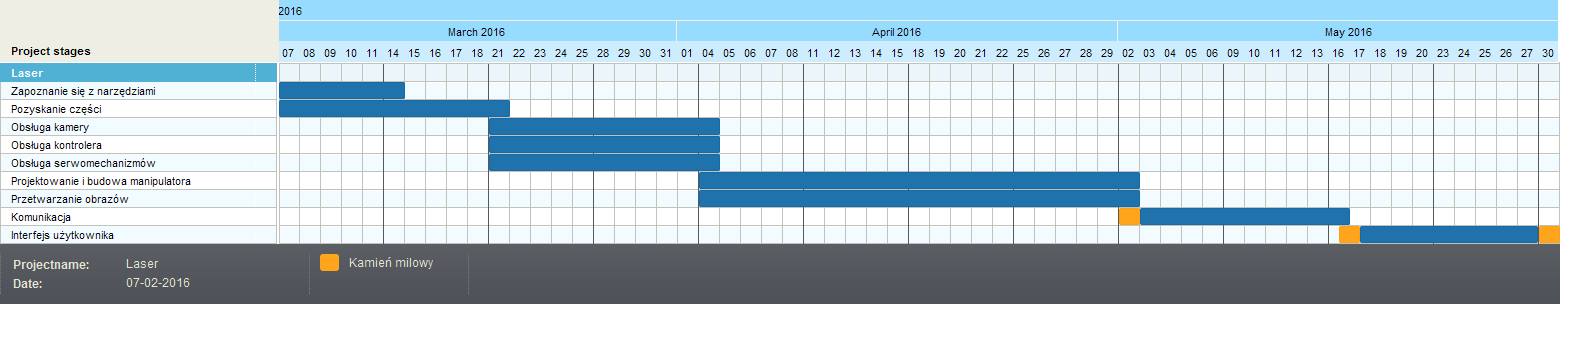 2016
March 2016 April 2016 May 2016
Project stages 07 08 09 10 11 14 15 16 17 18 21 22 23 24 25 28 29 30 31 01 04 05 06 07 08 11 12 13 14 15 18 19 20 21 22 25 26 27 28 29 02 03 04 05 06 09 10 11 12 13 16 17 18 19 20 23 24 25 26 27 30
Laser
Zapoznanie się z narzędziami
Pozyskanie części
Obsługa kamery
Obsługa kontrolera
Obsługa serwomechanizmów
Projektowanie i budowa manipulatora
Przetwarzanie obrazów
Komunikacja
Interfejs użytkownika
Projectname: Laser Kamień milowy
Date: 07-02-2016